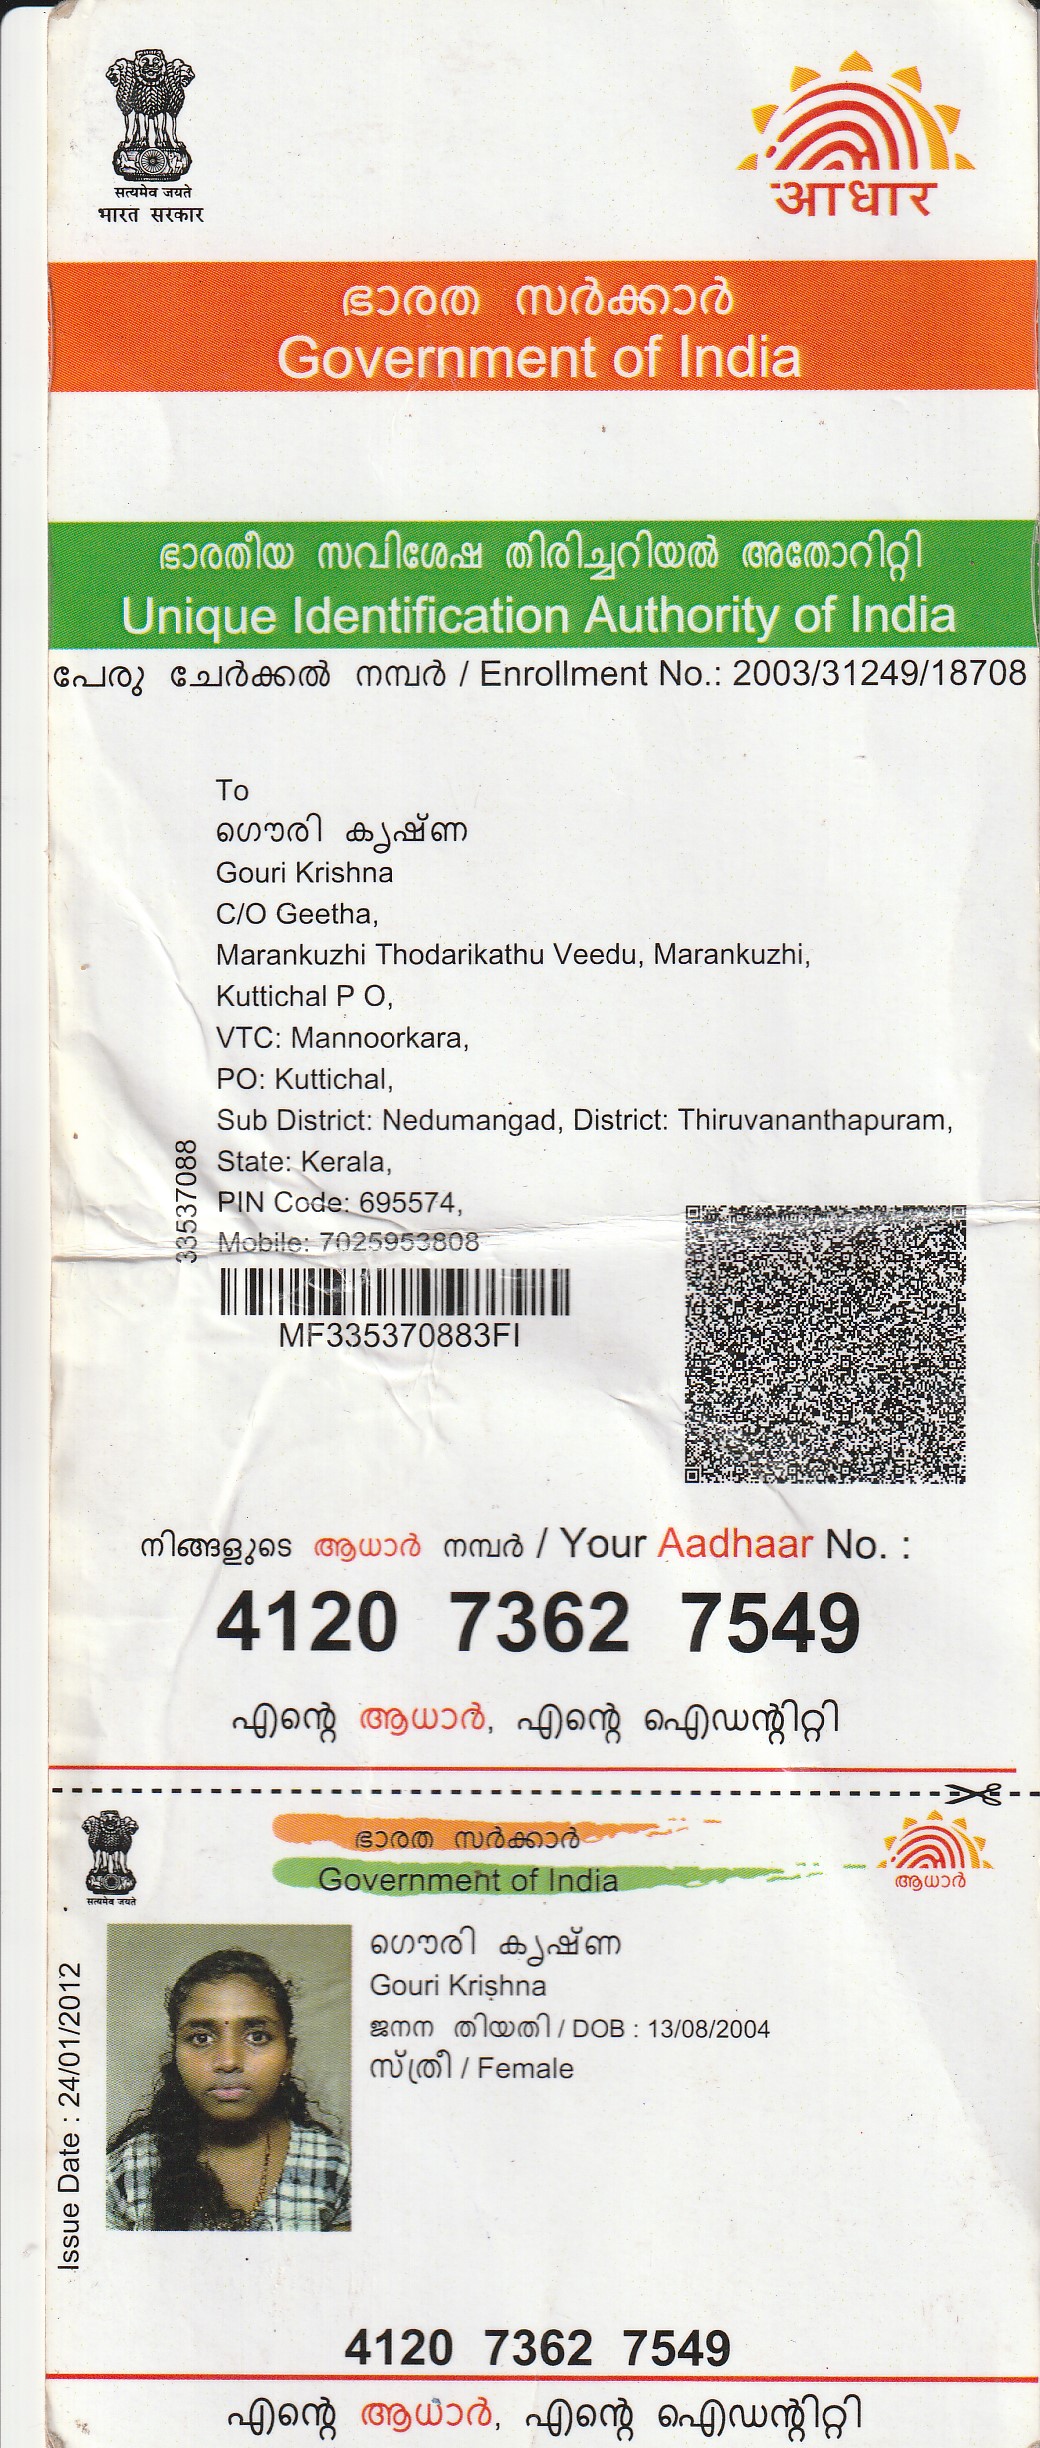 सत्यमेव जयते
भारत सरकार
आधार
ഭാരത സർക്കാർ
Government of India
ഭാരതീയ സവിശേഷ തിരിച്ചറിയൽ അതോറിറ്റി
Unique Identification Authority of India
പേരു ചേർക്കൽ നമ്പർ / Enrollment No.: 2003/31249/18708
To
ഗൌരി കൃഷ്ണ
Gouri Krishna
C/O Geetha,
Marankuzhi Thodarikathu Veedu, Marankuzhi,
Kuttichal P O,
VTC: Mannoorkara,
PO: Kuttichal,
Sub District: Nedumangad, District: Thiruvananthapuram,
State: Kerala,
PIN Code: 695574,
Mobile: 7025953808
33537088
MF335370883FI
നിങ്ങളുടെ ആധാർ നമ്പർ / Your Aadhaar No. :
4120 7362 7549
എന്റെ ആധാർ, എന്റെ ഐഡന്റിറ്റി
सत्यमेव जयते
ഭാരത സർക്കാർ
Government of India
ആധാർ
Issue Date : 24/01/2012
ഗൌരി കൃഷ്ണ
Gouri Krishna
ജനന തിയതി / DOB : 13/08/2004
സ്ത്രീ / Female
4120 7362 7549
എന്റെ ആധാർ, എന്റെ ഐഡന്റിറ്റി